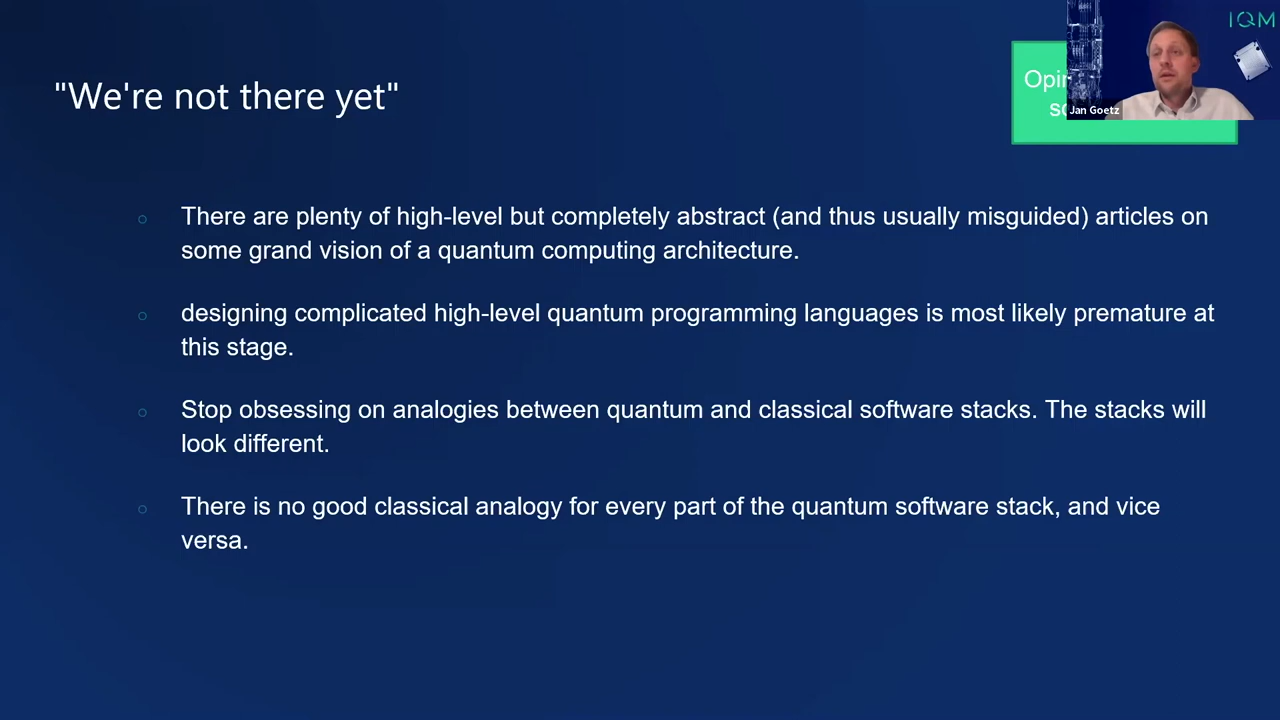 IQM
"We're not there yet"
Jan Goetz
There are plenty of high-level but completely abstract (and thus usually misguided) articles on
some grand vision of a quantum computing architecture.
designing complicated high-level quantum programming languages is most likely premature at
this stage.
Stop obsessing on analogies between quantum and classical software stacks. The stacks will
look different.
There is no good classical analogy for every part of the quantum software stack, and vice
versa.